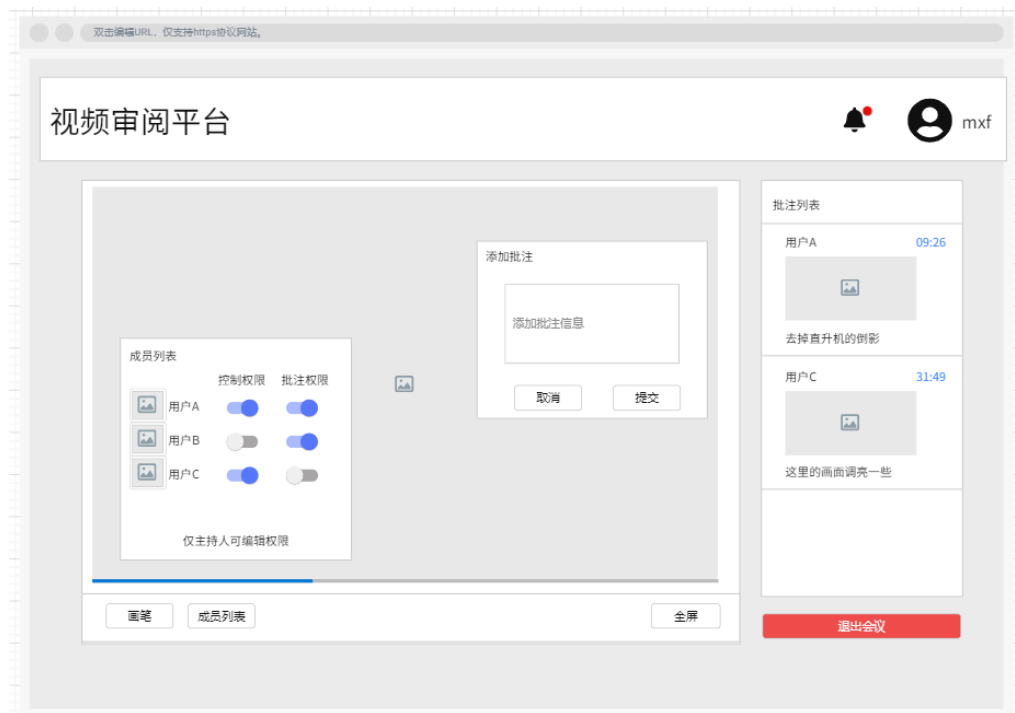 双击编辑URL，仅支持https协议网站。
视频审阅平台
mxf
添加批注
添加批注信息
取消
提交
成员列表
控制权限 批注权限
用户A
用户B
用户C
仅主持人可编辑权限
画笔
成员列表
全屏
批注列表
用户A 09:26
去掉直升机的倒影
用户C 31:49
这里的画面调亮一些
退出会议